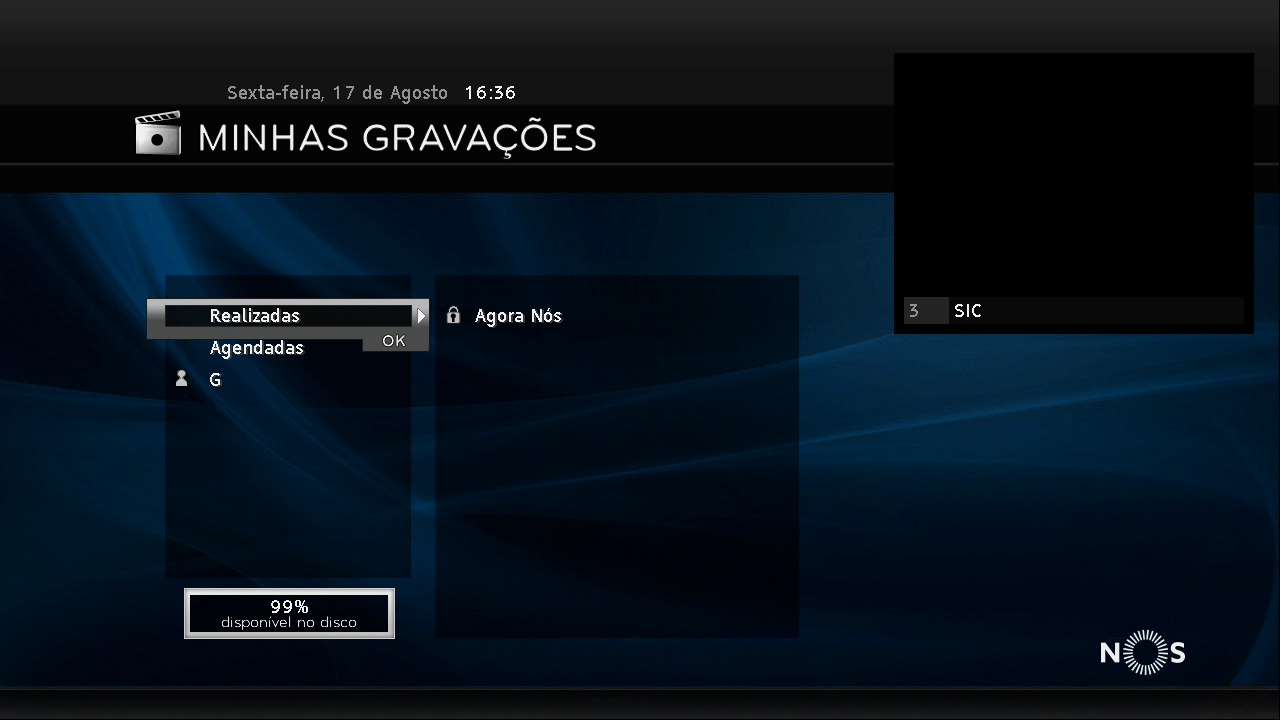 Sexta-feira, 17 de Agosto 16:36
MINHAS GRAVAÇÕES
3 SIC
Realizadas
OK
Agendadas
G
Agora Nós
99%
disponível no disco
NOS